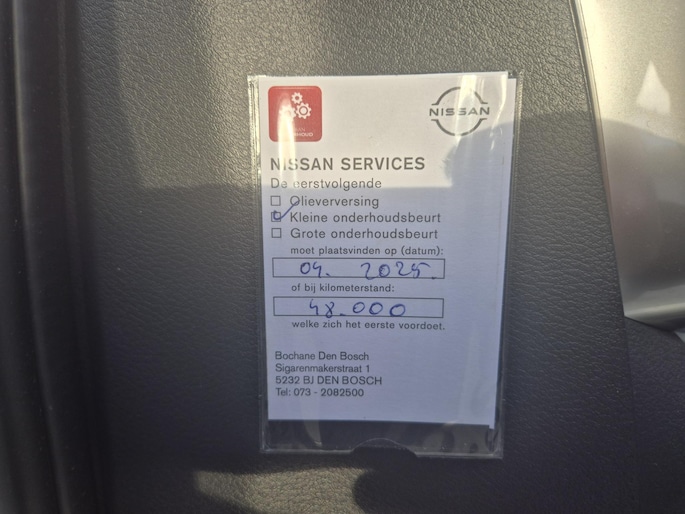 NISSAN
NISSAN SERVICES
De eerstvolgende
Olieverversing
Kleine onderhoudsbeurt
Grote onderhoudsbeurt
moet plaatsvinden op (datum):
04. 2025.
of bij kilometerstand:
48.000
welke zich het eerste voordoet.
Bochane Den Bosch
Sigarenmakerstraat 1
5232 BJ DEN BOSCH
Tel: 073 - 2082500